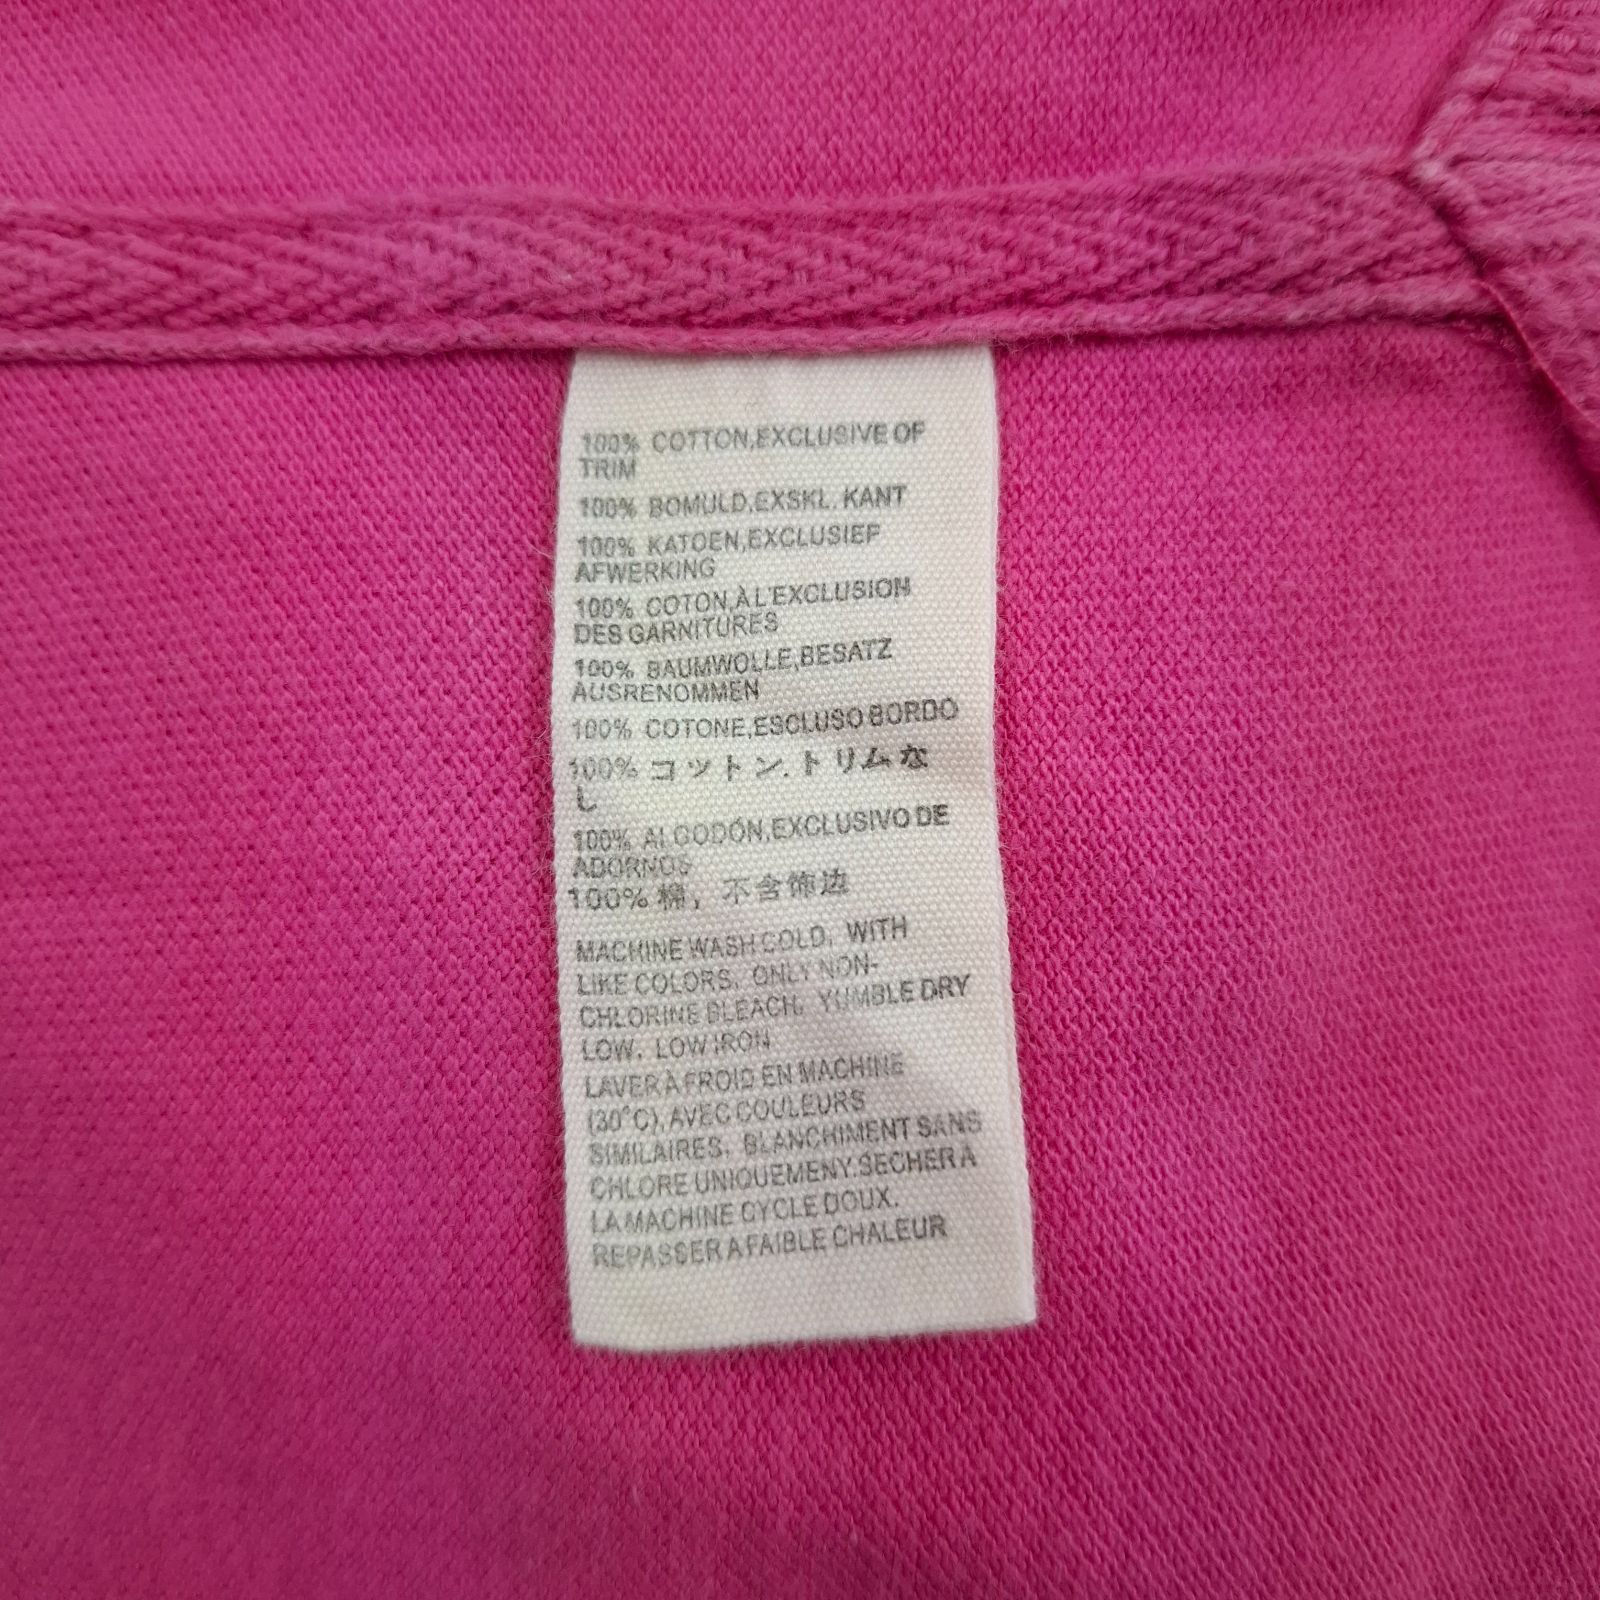 100% COTTON,EXCLUSIVE OF
TRIM
100% BOMULD,EXSKL. KANT
100% KATOEN,EXCLUSIEF
AFWERKING
100% COTON,À L'EXCLUSION
DES GARNITURES
100% BAUMWOLLE,BESATZ
AUSRENOMMEN
100% COTONE,ESCLUSO BORDO
100% コットン.トリムな
し
100% ALGODÓN,EXCLUSIVO DE
ADORNOS
100% 棉，不含饰边
MACHINE WASH COLD, WITH
LIKE COLORS, ONLY NON-
CHLORINE BLEACH, YUMBLE DRY
LOW, LOW IRON
LAVER À FROID EN MACHINE
(30°C), AVEC COULEURS
SIMILAIRES, BLANCHIMENT SANS
CHLORE UNIQUEMENY.SECHER À
LA MACHINE CYCLE DOUX.
REPASSER A FAIBLE CHALEUR